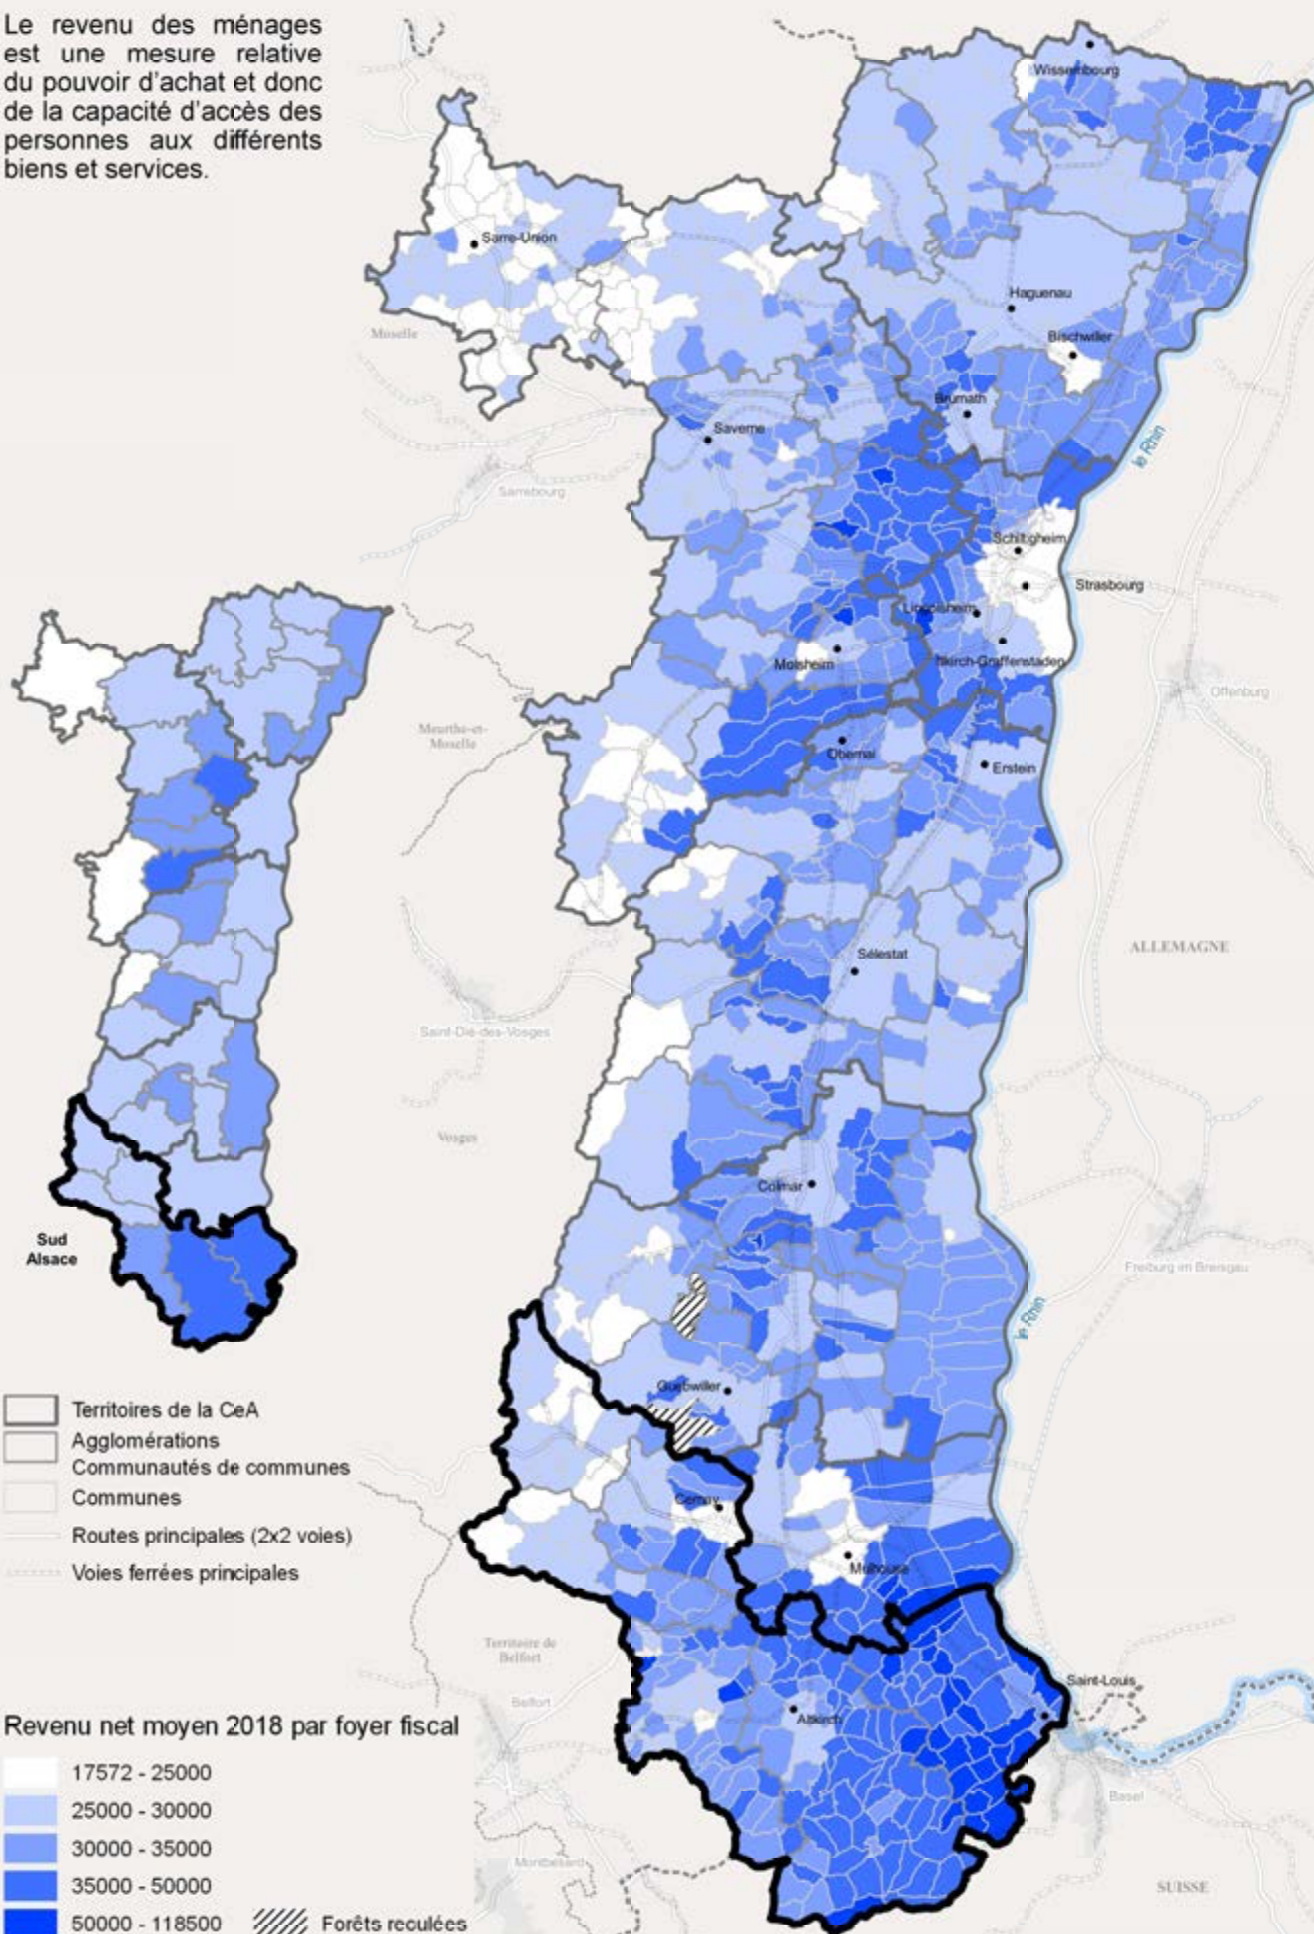 Le revenu des ménages
est une mesure relative
du pouvoir d'achat et donc
de la capacité d'accès des
personnes aux différents
biens et services.
Wissembourg
Sarre-Union
Haguenau
Moselle
Bischwiller
Brumath
Saverne
le Rhin
Sarrebourg
Schiltigheim
Strasbourg
Lingolsheim
Molsheim
Illkirch-Graffenstaden
Offenburg
Meurthe-et-
Moselle
Obernai
Erstein
ALLEMAGNE
Sélestat
Saint-Dié-des-Vosges
Vosges
Colmar
Sud
Alsace
Freiburg im Breisgau
le Rhin
Guebwiller
Territoires de la CeA
Agglomérations
Communautés de communes
Communes
Routes principales (2x2 voies)
Voies ferrées principales
Cernay
Mulhouse
Territoire de
Belfort
Saint-Louis
Belfort
Altkirch
Revenu net moyen 2018 par foyer fiscal
17572 - 25000
25000 - 30000
30000 - 35000
35000 - 50000
50000 - 118500
Forêts reculées
Basel
Montbéliard
SUISSE